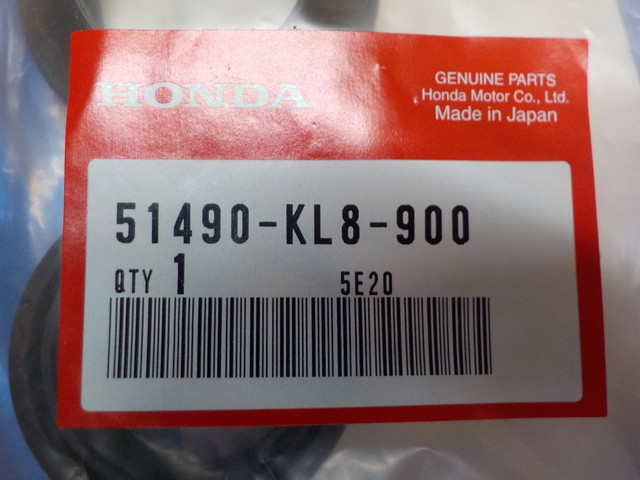 HONDA
GENUINE PARTS
Honda Motor Co., Ltd.
Made in Japan
51490-KL8-900
QTY 1 5E20